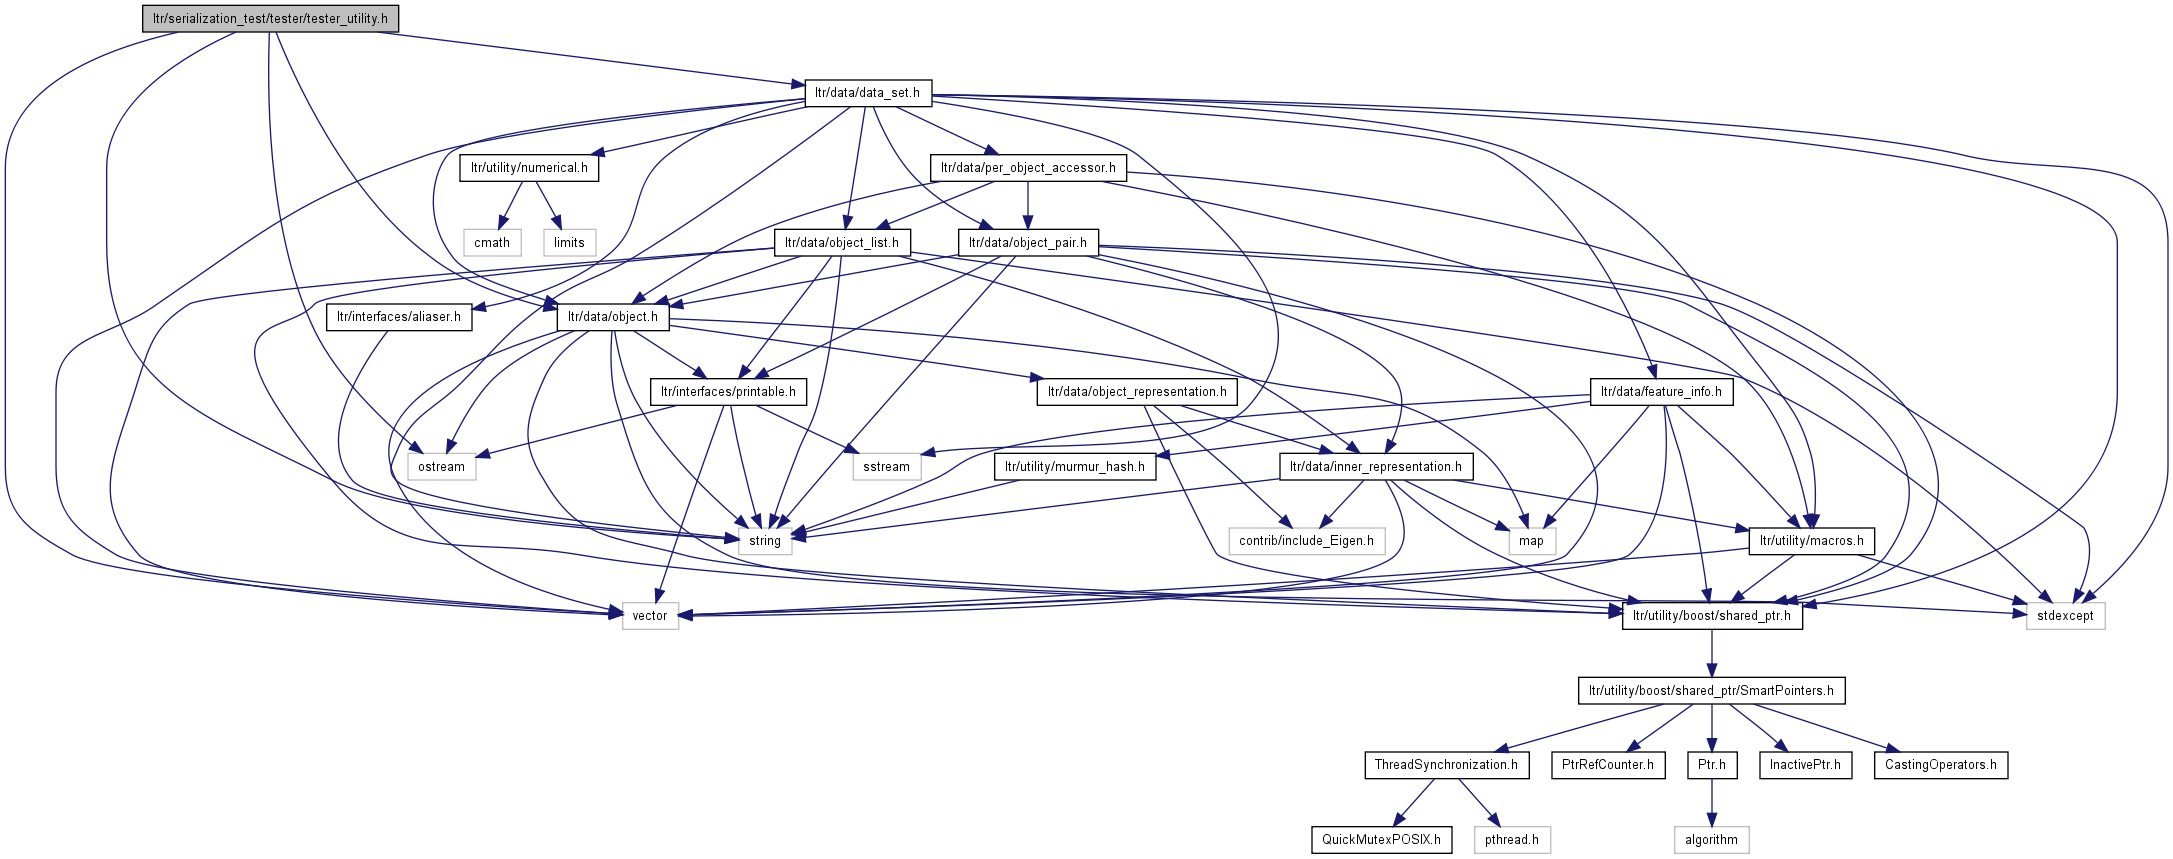 ltr/serialization_test/tester/tester_utility.h
ltr/data/data_set.h
ltr/utility/numerical.h
ltr/data/per_object_accessor.h
cmath
limits
ltr/data/object_list.h
ltr/data/object_pair.h
ltr/interfaces/aliaser.h
ltr/data/object.h
ltr/interfaces/printable.h
ltr/data/object_representation.h
ltr/data/feature_info.h
ostream
sstream
ltr/utility/murmur_hash.h
ltr/data/inner_representation.h
string
contrib/include_Eigen.h
map
ltr/utility/macros.h
vector
ltr/utility/boost/shared_ptr.h
stdexcept
ltr/utility/boost/shared_ptr/SmartPointers.h
ThreadSynchronization.h
PtrRefCounter.h
Ptr.h
InactivePtr.h
CastingOperators.h
QuickMutexPOSIX.h
pthread.h
algorithm